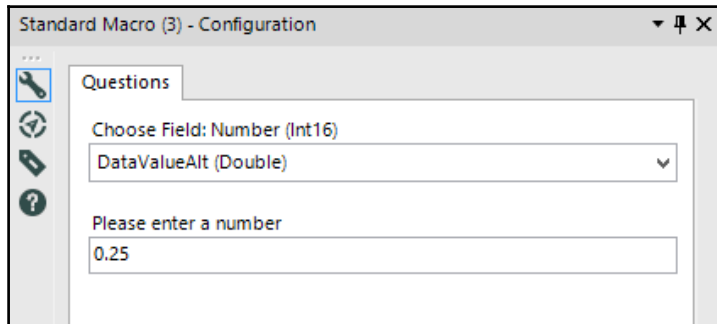 Standard Macro (3) - Configuration
Questions
Choose Field: Number (Int16)
DataValueAlt (Double)
Please enter a number
0.25